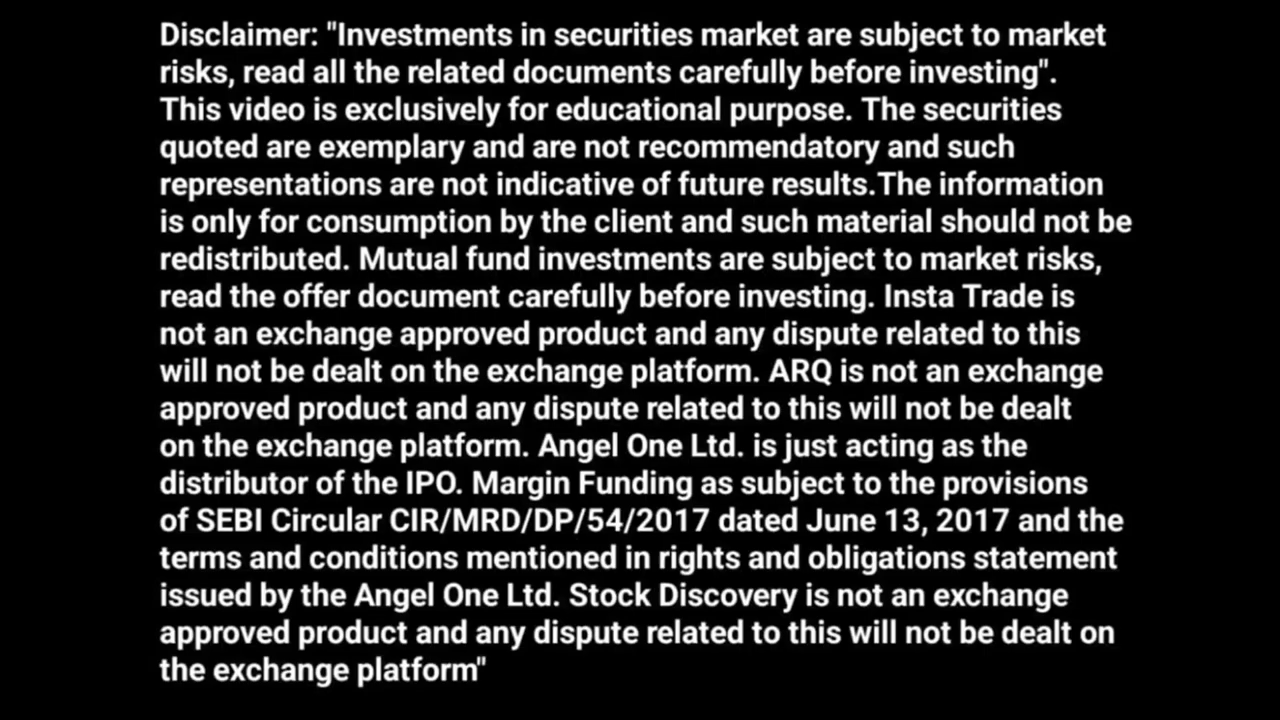 Disclaimer: "Investments in securities market are subject to market
risks, read all the related documents carefully before investing".
This video is exclusively for educational purpose. The securities
quoted are exemplary and are not recommendatory and such
representations are not indicative of future results.The information
is only for consumption by the client and such material should not be
redistributed. Mutual fund investments are subject to market risks,
read the offer document carefully before investing. Insta Trade is
not an exchange approved product and any dispute related to this
will not be dealt on the exchange platform. ARQ is not an exchange
approved product and any dispute related to this will not be dealt
on the exchange platform. Angel One Ltd. is just acting as the
distributor of the IPO. Margin Funding as subject to the provisions
of SEBI Circular CIR/MRD/DP/54/2017 dated June 13, 2017 and the
terms and conditions mentioned in rights and obligations statement
issued by the Angel One Ltd. Stock Discovery is not an exchange
approved product and any dispute related to this will not be dealt on
the exchange platform"